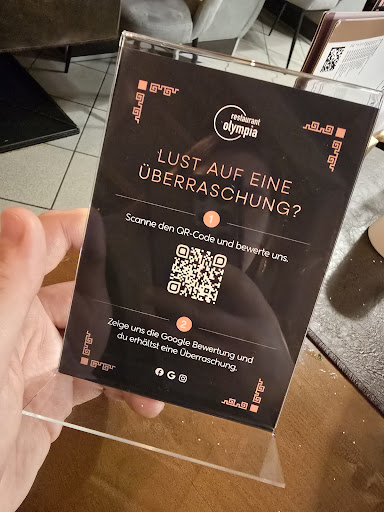 restaurant
olympia
LUST AUF EINE
ÜBERRASCHUNG?
1
Scanne den QR-Code und bewerte uns.
2
Zeige uns die Google Bewertung und
du erhältst eine Überraschung.